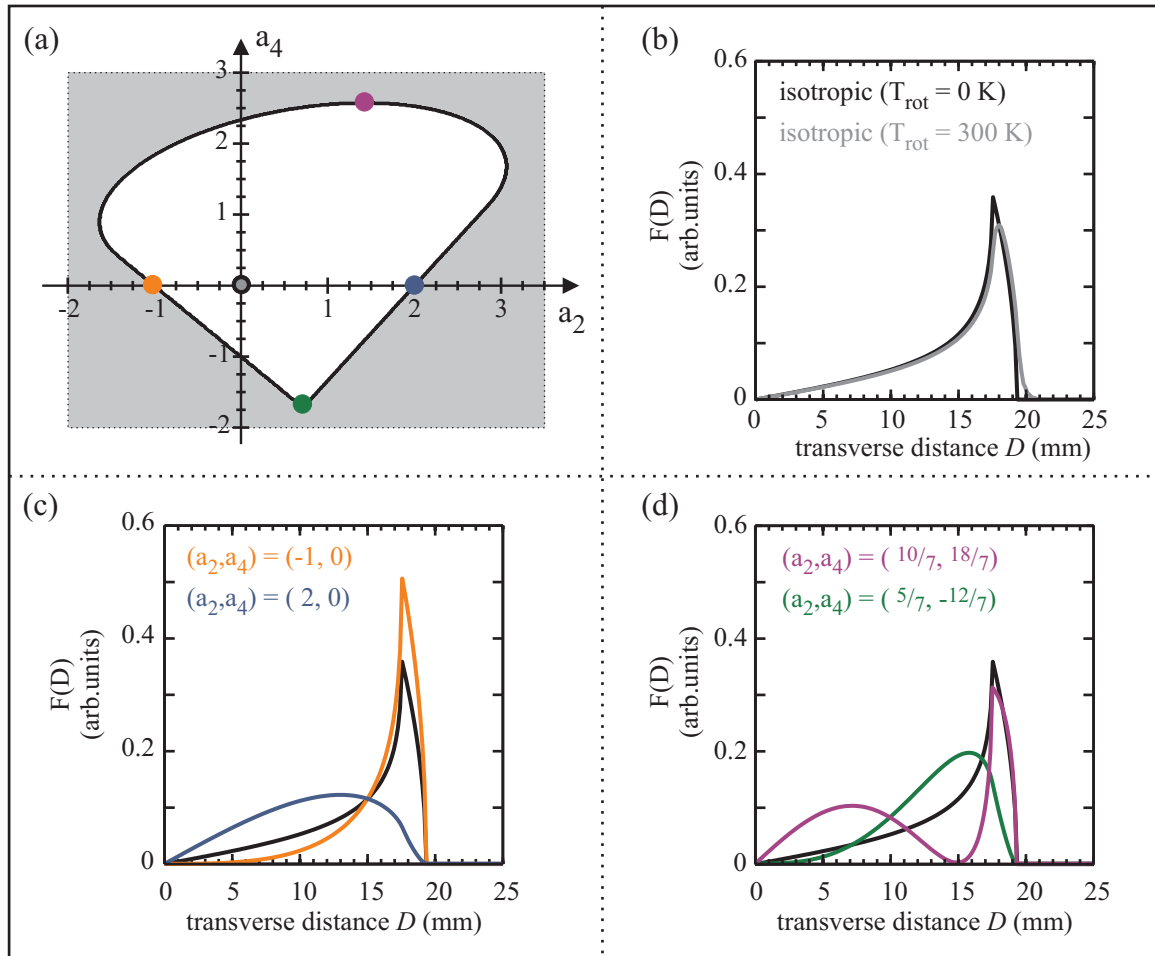 (a)
a4
3
2
1
-2
-1
1
2
3
a2
-1
-2
(b)
0.6
isotropic (Trot = 0 K)
isotropic (Trot = 300 K)
0.4
F(D)
(arb.units)
0.2
0
5
10
15
20
25
transverse distance D (mm)
(c)
0.6
(a2,a4) = (-1, 0)
(a2,a4) = ( 2, 0)
0.4
F(D)
(arb.units)
0.2
0
0
5
10
15
20
25
transverse distance D (mm)
(d)
0.6
(a2,a4) = ( 10/7, 18/7)
(a2,a4) = ( 5/7, -12/7)
0.4
F(D)
(arb.units)
0.2
0
0
5
10
15
20
25
transverse distance D (mm)